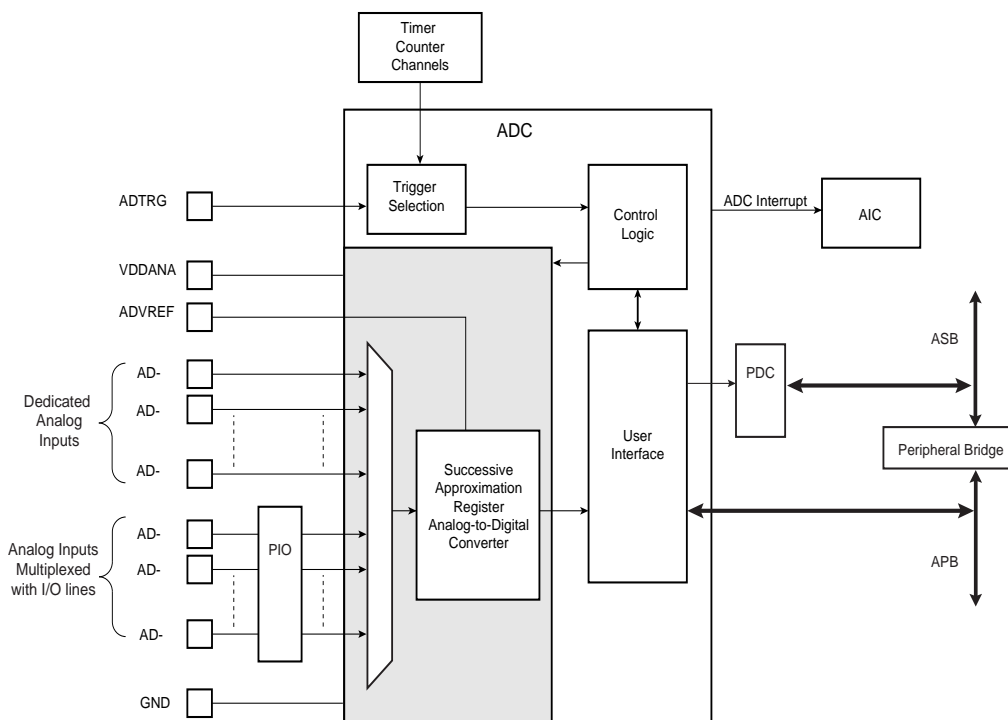 Timer
Counter
Channels
ADC
Trigger
Selection
Control
Logic
ADC Interrupt
AIC
ADTRG
VDDANA
ADVREF
ASB
PDC
Dedicated
Analog
Inputs
AD-
AD-
AD-
User
Interface
Peripheral Bridge
Successive
Approximation
Register
Analog-to-Digital
Converter
Analog Inputs
Multiplexed
with I/O lines
AD-
AD-
AD-
PIO
APB
GND